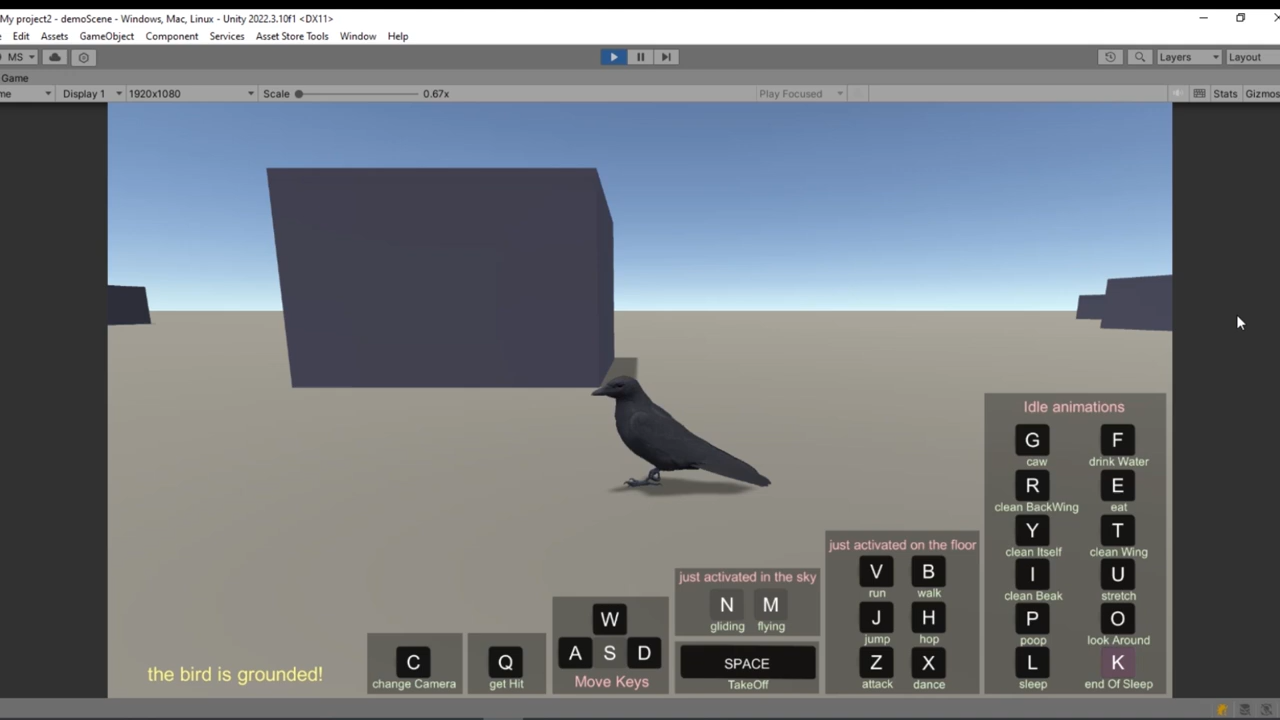 My project2 - demoScene - Windows, Mac, Linux - Unity 2022.3.10f1 <DX11>
Edit Assets GameObject Component Services Asset Store Tools Window Help
MS Layers Layout
Game
me Display 1 1920x1080 Scale 0.67x Play Focused Stats Gizmos
Idle animations
G F
caw drink Water
R E
clean BackWing eat
Y T
clean Itself clean Wing
I U
clean Beak stretch
P O
poop look Around
L K
sleep end Of Sleep
just activated on the floor
V B
run walk
J H
jump hop
Z X
attack dance
just activated in the sky
N M
gliding flying
SPACE
TakeOff
W
A S D
Move Keys
Q
get Hit
C
change Camera
the bird is grounded!